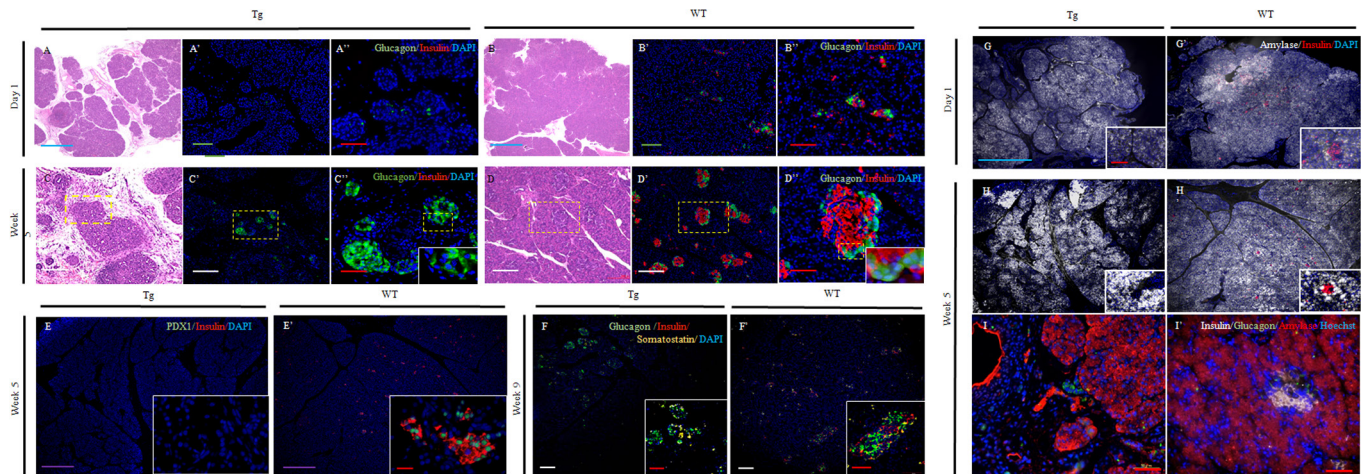 Tg
WT
Tg
WT
Day 1
A
A'
A'' Glucagon/Insulin/DAPI
E
B'
B'' Glucagon/Insulin/DAPI
Day 1
G
G' Amylase/Insulin/DAPI
Week 5
C
C'
C'' Glucagon/Insulin/DAPI
D
D'
D'' Glucagon/Insulin/DAPI
Week 5
H
H
Tg
WT
Tg
WT
Week 5
E PDX1/Insulin/DAPI
E'
Week 9
F Glucagon /Insulin/
Somatostatin/DAPI
F'
I
I' Insulin/Glucagon/Amylase Hoechst